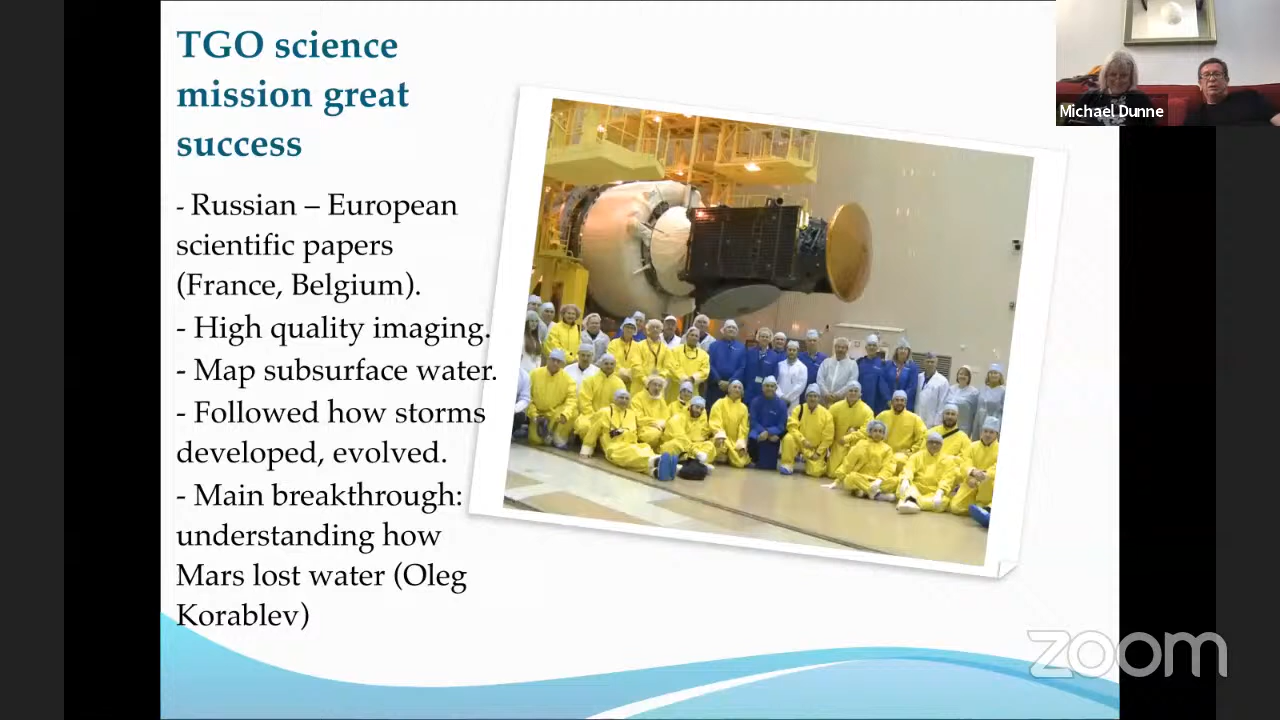 TGO science
mission great
success
- Russian – European
scientific papers
(France, Belgium).
- High quality imaging.
- Map subsurface water.
- Followed how storms
developed, evolved.
- Main breakthrough:
understanding how
Mars lost water (Oleg
Korablev)
Michael Dunne
zoom